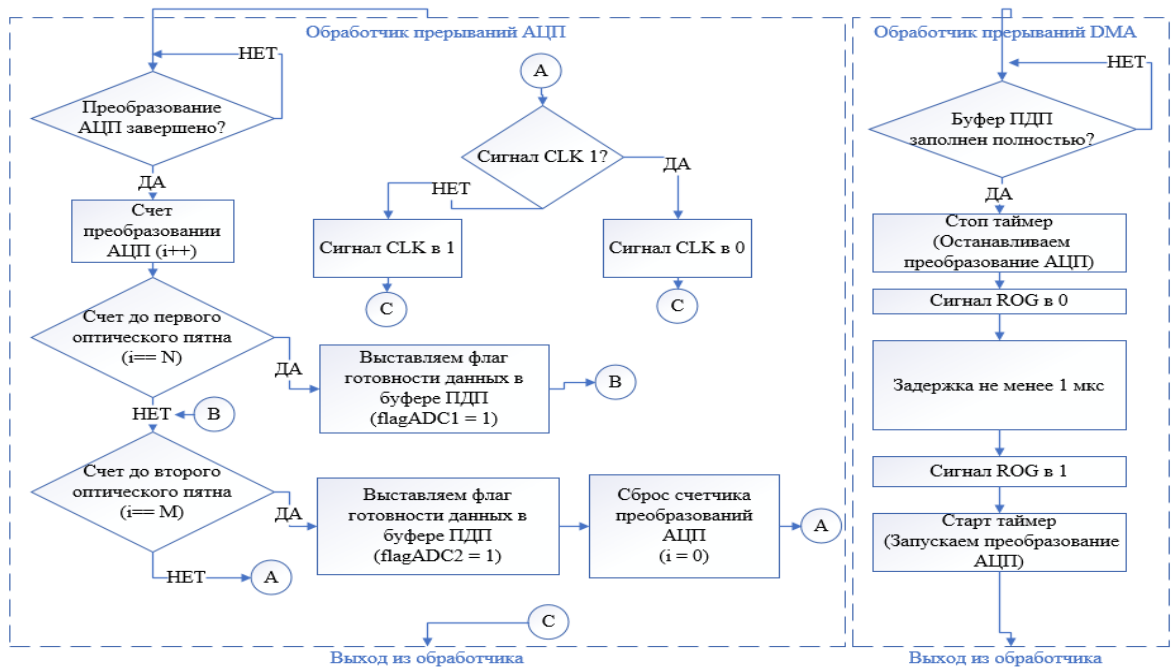 Обработчик прерываний АЦП
НЕТ
Преобразование
АЦП завершено?
ДА
Счет
преобразовании
АЦП (i++)
Счет до первого
оптического пятна
(i== N)
ДА
Выставляем флаг
готовности данных в
буфере ПДП
(flagADC1 = 1)
B
НЕТ
B
Счет до второго
оптического пятна
(i== M)
ДА
Выставляем флаг
готовности данных в
буфере ПДП
(flagADC2 = 1)
Сброс счетчика
преобразований
АЦП
(i = 0)
A
НЕТ
A
A
Сигнал CLK 1?
НЕТ
ДА
Сигнал CLK в 1
Сигнал CLK в 0
C
C
C
Выход из обработчика
Обработчик прерываний DMA
НЕТ
Буфер ПДП
заполнен полностью?
ДА
Стоп таймер
(Останавливаем
преобразование АЦП)
Сигнал ROG в 0
Задержка не менее 1 мкс
Сигнал ROG в 1
Старт таймер
(Запускаем преобразование
АЦП)
Выход из обработчика